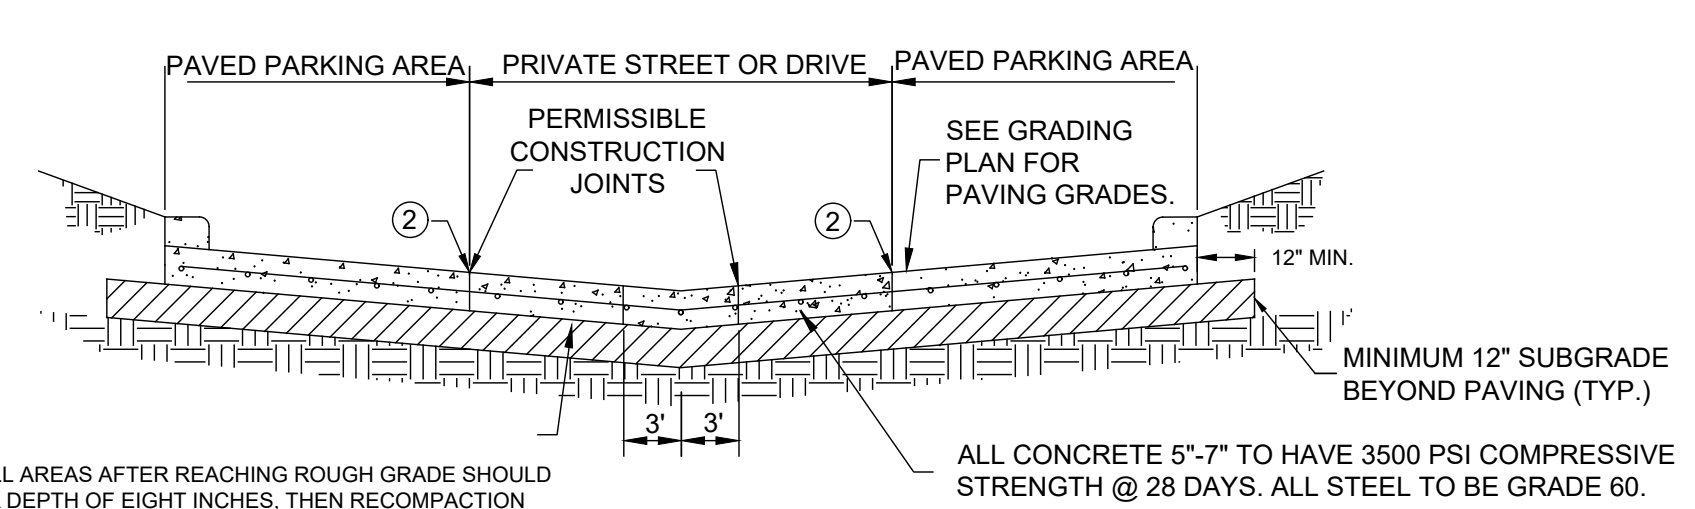 PAVED PARKING AREA
PRIVATE STREET OR DRIVE
PAVED PARKING AREA
PERMISSIBLE
CONSTRUCTION
JOINTS
SEE GRADING
PLAN FOR
PAVING GRADES.
2
2
12" MIN.
MINIMUM 12" SUBGRADE
BEYOND PAVING (TYP.)
3'
3'
ALL CONCRETE 5"-7" TO HAVE 3500 PSI COMPRESSIVE
STRENGTH @ 28 DAYS. ALL STEEL TO BE GRADE 60.
LL AREAS AFTER REACHING ROUGH GRADE SHOULD
DEPTH OF EIGHT INCHES, THEN RECOMPACTION